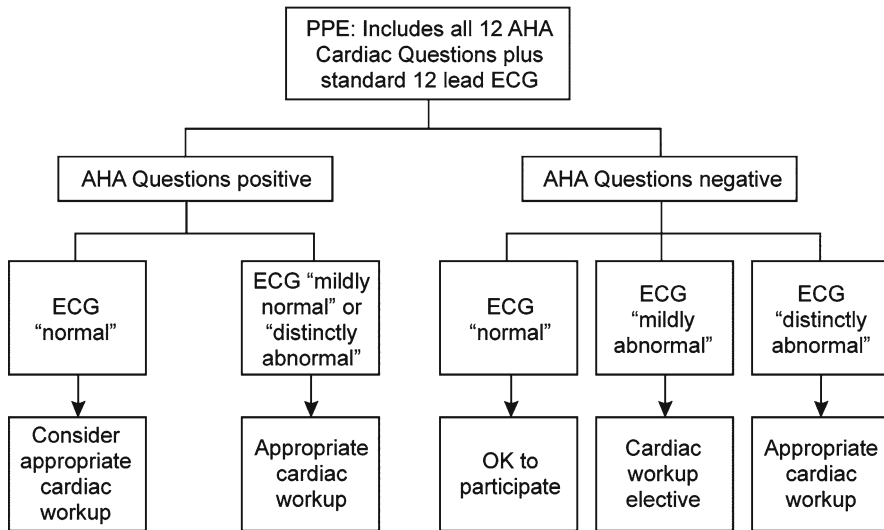 PPE: Includes all 12 AHA
Cardiac Questions plus
standard 12 lead ECG
AHA Questions positive
AHA Questions negative
ECG
“normal”
ECG “mildly
normal” or
“distinctly
abnormal”
ECG
“normal”
ECG
“mildly
abnormal”
ECG
“distinctly
abnormal”
Consider
appropriate
cardiac
workup
Appropriate
cardiac
workup
OK to
participate
Cardiac
workup
elective
Appropriate
cardiac
workup